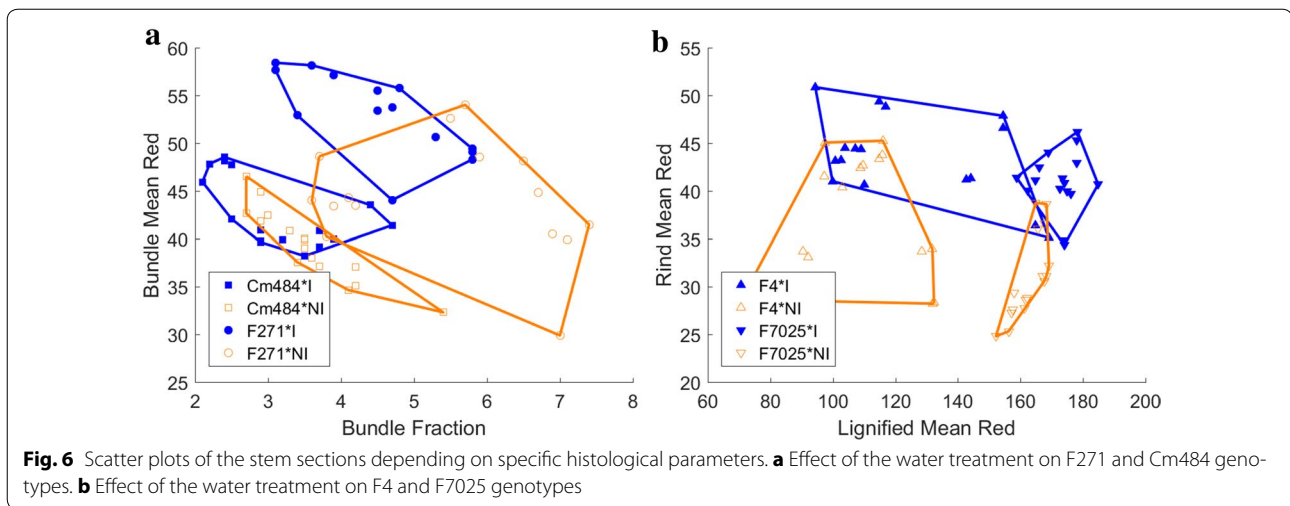 a
60
55
50
45
40
35
30
25
Bundle Mean Red
Cm484*I
Cm484*NI
F271*I
F271*NI
2 3 4 5 6 7 8
Bundle Fraction
b
55
50
45
40
35
30
25
20
Rind Mean Red
F4*I
F4*NI
F7025*I
F7025*NI
60 80 100 120 140 160 180 200
Lignified Mean Red
Fig. 6 Scatter plots of the stem sections depending on specific histological parameters. a Effect of the water treatment on F271 and Cm484 geno-
types. b Effect of the water treatment on F4 and F7025 genotypes